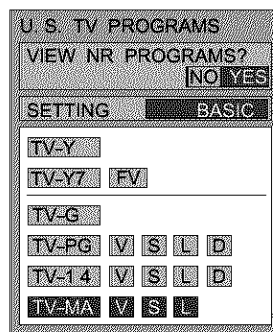 U. S. TV PROGRAMS
VIEW NR PROGRAMS?
NO YES
SETTING BASIC
TV-Y
TV-Y7 FV
TV-G
TV-PG V S L D
TV-14 V S L D
TV-MA V S L